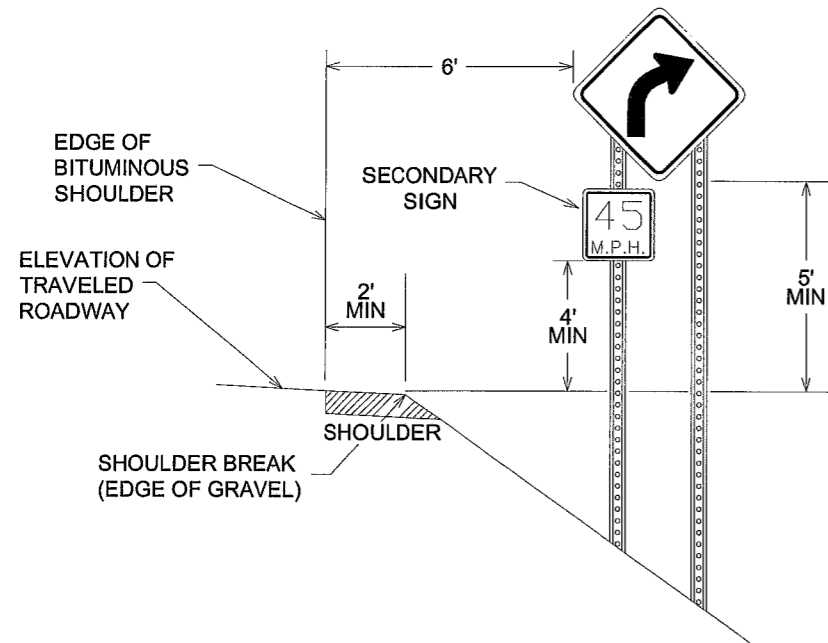 6'
EDGE OF
BITUMINOUS
SHOULDER
SECONDARY
SIGN
45
M.P.H.
ELEVATION OF
TRAVELED
ROADWAY
2'
MIN
4'
MIN
5'
MIN
SHOULDER
SHOULDER BREAK
(EDGE OF GRAVEL)